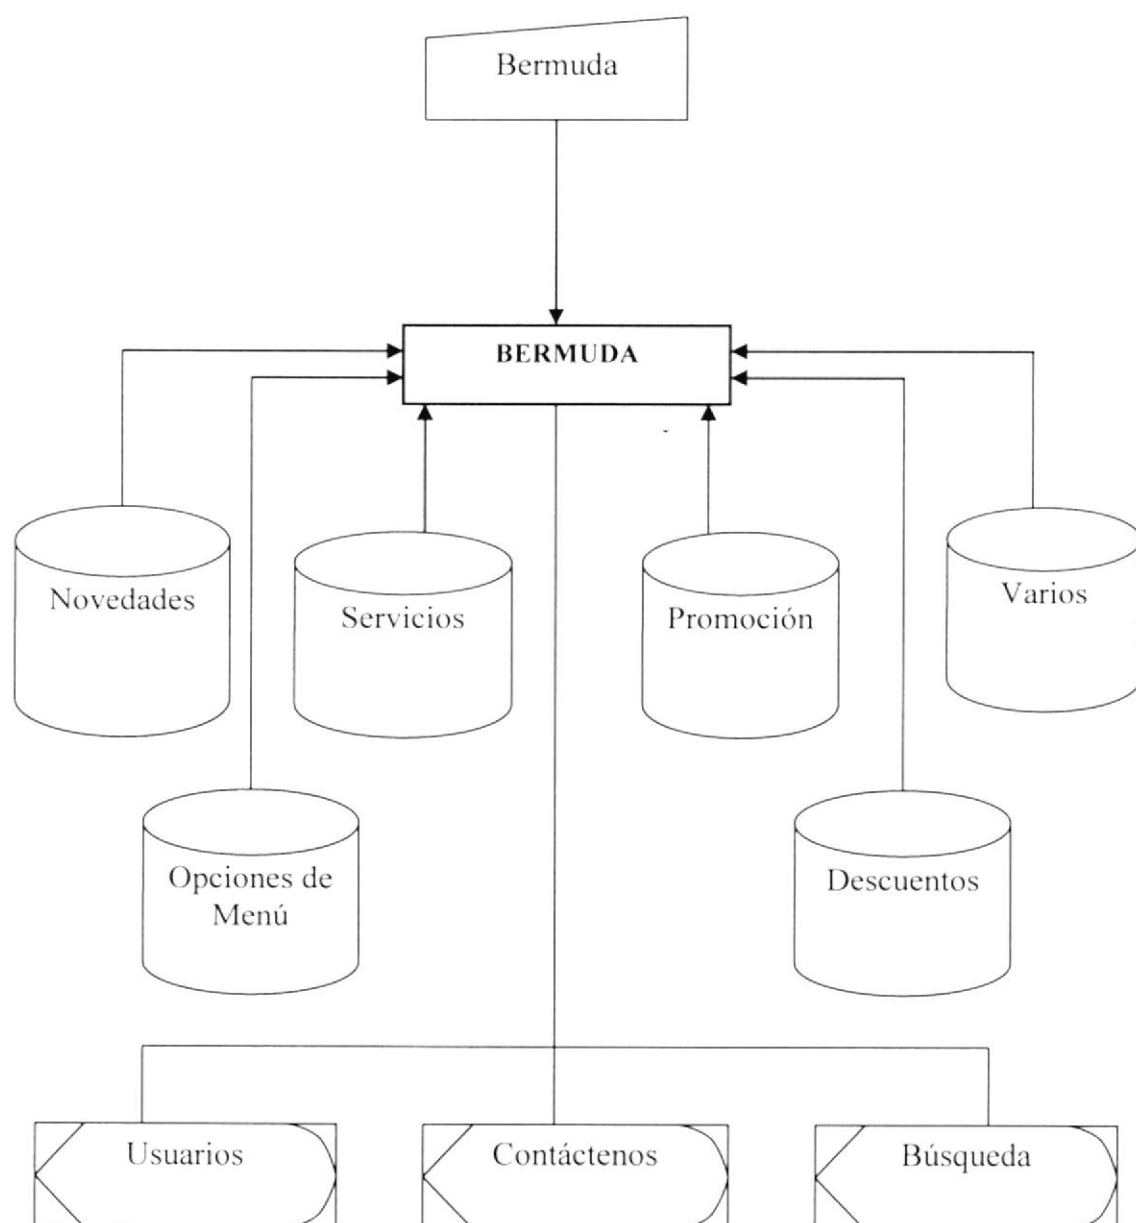 Bermuda
BERMUDA
Novedades
Servicios
Promoción
Varios
Opciones de
Menú
Descuentos
Usuarios
Contáctenos
Búsqueda